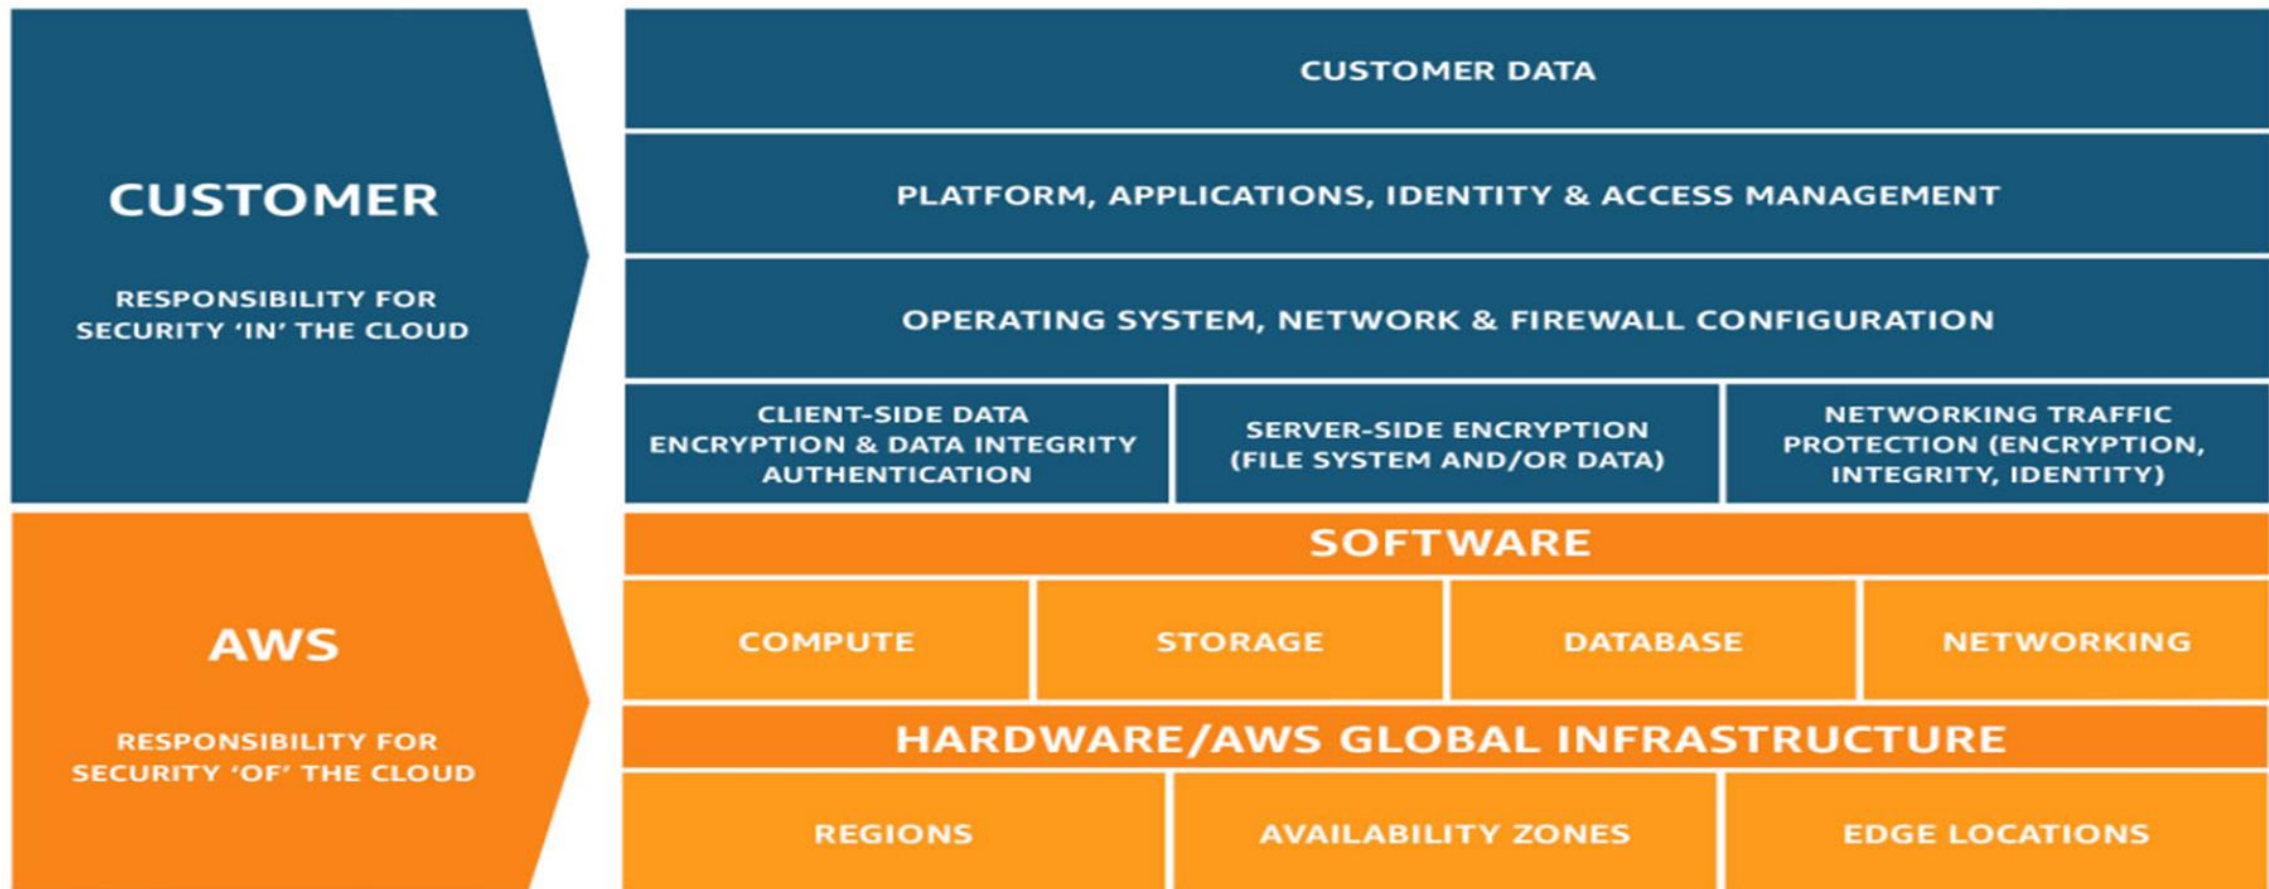 CUSTOMER
RESPONSIBILITY FOR
SECURITY ‘IN’ THE CLOUD
CUSTOMER DATA
PLATFORM, APPLICATIONS, IDENTITY & ACCESS MANAGEMENT
OPERATING SYSTEM, NETWORK & FIREWALL CONFIGURATION
CLIENT-SIDE DATA
ENCRYPTION & DATA INTEGRITY
AUTHENTICATION
SERVER-SIDE ENCRYPTION
(FILE SYSTEM AND/OR DATA)
NETWORKING TRAFFIC
PROTECTION (ENCRYPTION,
INTEGRITY, IDENTITY)
AWS
RESPONSIBILITY FOR
SECURITY ‘OF’ THE CLOUD
SOFTWARE
COMPUTE
STORAGE
DATABASE
NETWORKING
HARDWARE/AWS GLOBAL INFRASTRUCTURE
REGIONS
AVAILABILITY ZONES
EDGE LOCATIONS